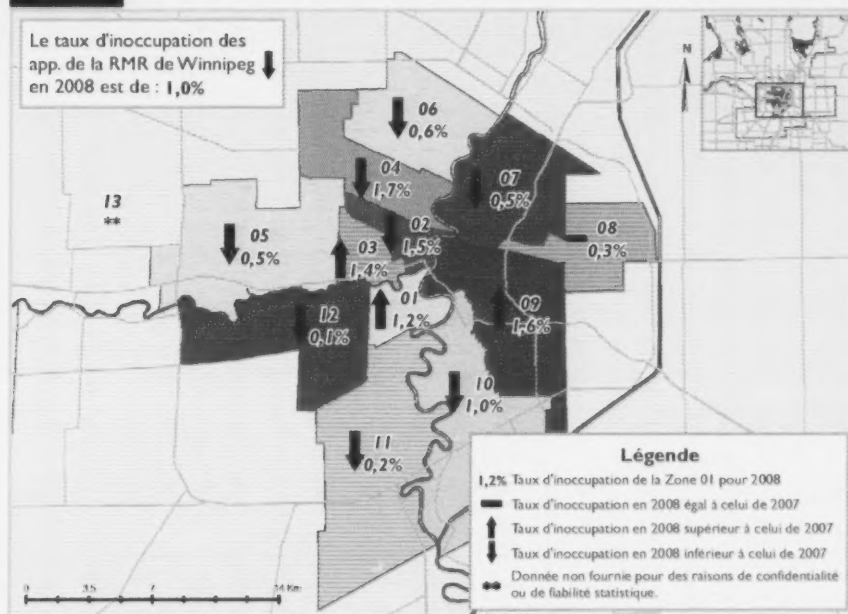 Le taux d'inoccupation des
app. de la RMR de Winnipeg
en 2008 est de : 1,0%
N
06
0,6%
04
1,7%
07
0,5%
13
**
05
0,5%
03
1,4%
02
1,5%
08
0,3%
12
0,1%
01
1,2%
09
1,6%
10
1,0%
11
0,2%
Légende
1,2% Taux d'inoccupation de la Zone 01 pour 2008
Taux d'inoccupation en 2008 égal à celui de 2007
Taux d'inoccupation en 2008 supérieur à celui de 2007
Taux d'inoccupation en 2008 inférieur à celui de 2007
** Donnée non fournie pour des raisons de confidentialité
ou de fiabilité statistique.
0 3.5 7 14 Km